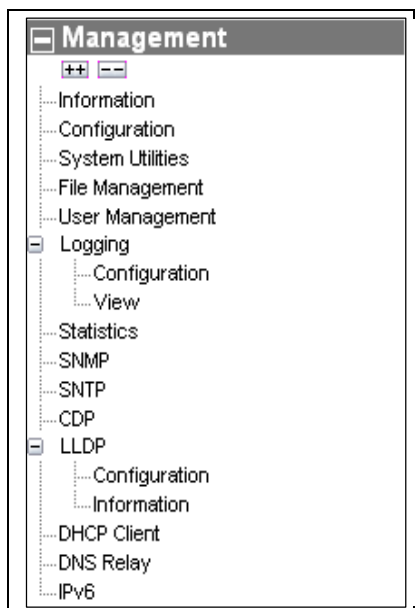 Management
++ --
Information
Configuration
System Utilities
File Management
User Management
Logging
Configuration
View
Statistics
SNMP
SNTP
CDP
LLDP
Configuration
Information
DHCP Client
DNS Relay
IPv6